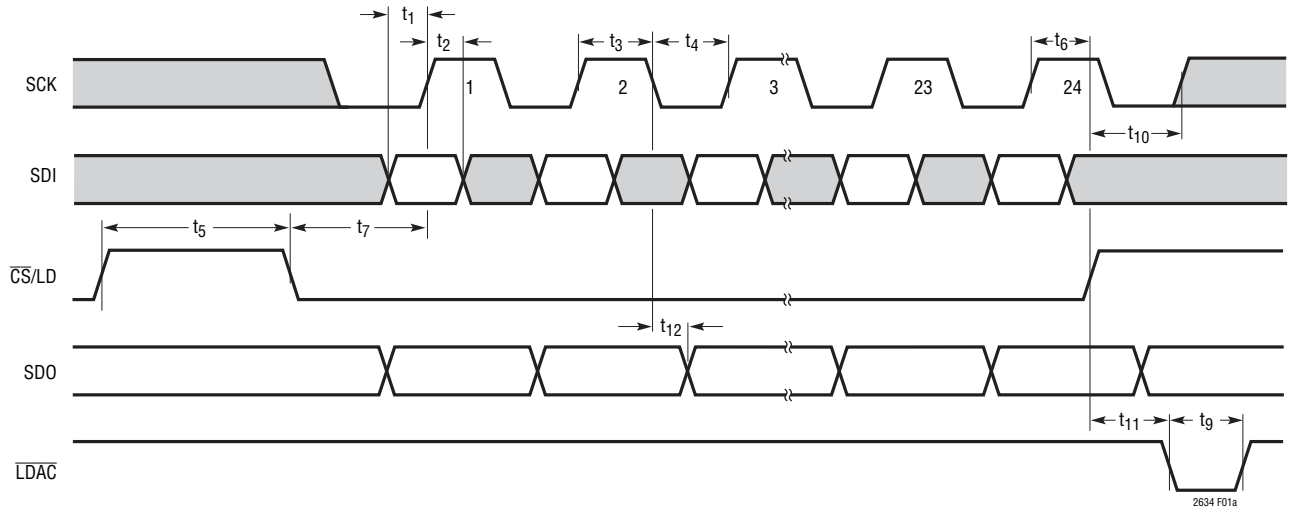 t1
t2 t3 t4 t6
SCK 1 2 3 23 24
t10
SDI
t5 t7
CS/LD
t12
SDO
t11 t9
LDAC
2634 F01a